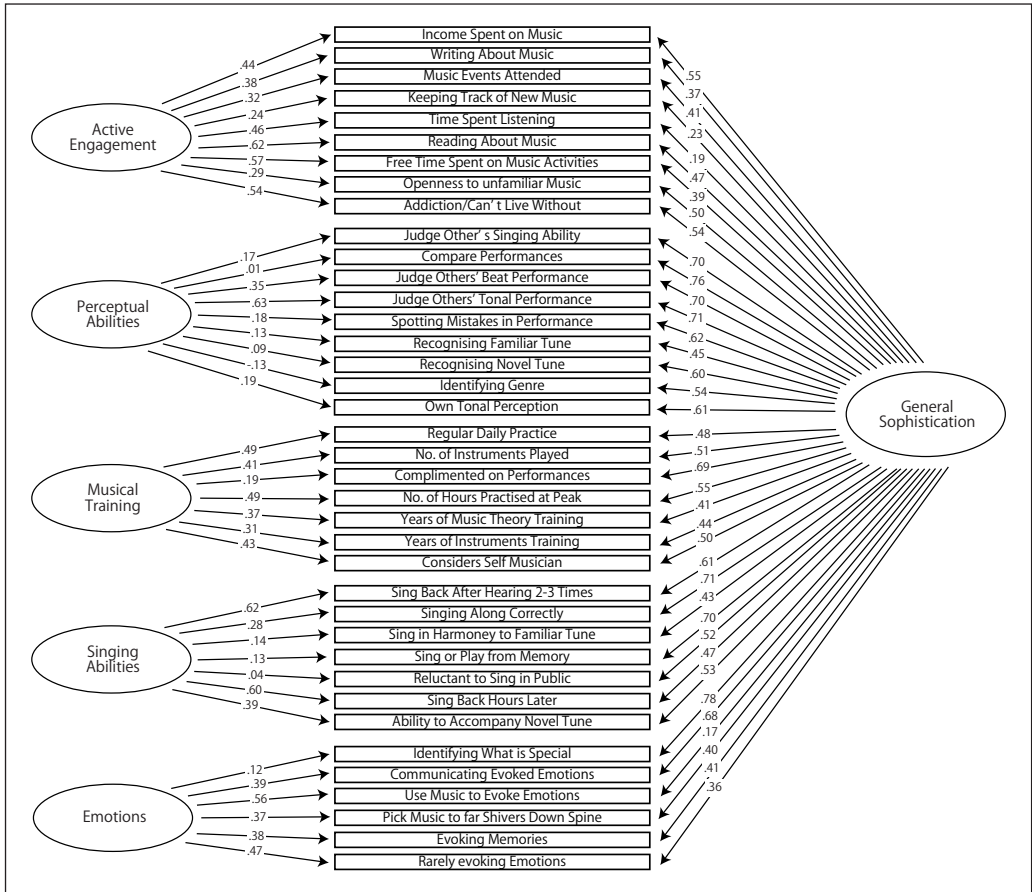 Income Spent on Music
Writing About Music
Music Events Attended
Keeping Track of New Music
Time Spent Listening
Reading About Music
Free Time Spent on Music Activities
Openness to unfamiliar Music
Addiction/Can' t Live Without
Active
Engagement
.44
.38
.32
.24
.46
.62
.57
.29
.54
.55
.37
.41
.23
.19
.47
.39
.50
.54
Judge Other' s Singing Ability
Compare Performances
Judge Others' Beat Performance
Judge Others' Tonal Performance
Spotting Mistakes in Performance
Recognising Familiar Tune
Recognising Novel Tune
Identifying Genre
Own Tonal Perception
Perceptual
Abilities
.17
.01
.35
.63
.18
.13
.09
-.13
.19
.70
.76
.70
.71
.62
.45
.60
.54
.61
General
Sophistication
Regular Daily Practice
No. of Instruments Played
Complimented on Performances
No. of Hours Practised at Peak
Years of Music Theory Training
Years of Instruments Training
Considers Self Musician
Musical
Training
.49
.41
.19
.49
.37
.31
.43
.48
.51
.69
.55
.41
.44
.50
Sing Back After Hearing 2-3 Times
Singing Along Correctly
Sing in Harmoney to Familiar Tune
Sing or Play from Memory
Reluctant to Sing in Public
Sing Back Hours Later
Ability to Accompany Novel Tune
Singing
Abilities
.62
.28
.14
.13
.04
.60
.39
.61
.71
.43
.70
.52
.47
.53
Identifying What is Special
Communicating Evoked Emotions
Use Music to Evoke Emotions
Pick Music to far Shivers Down Spine
Evoking Memories
Rarely evoking Emotions
Emotions
.12
.39
.56
.37
.38
.47
.78
.68
.17
.40
.41
.36